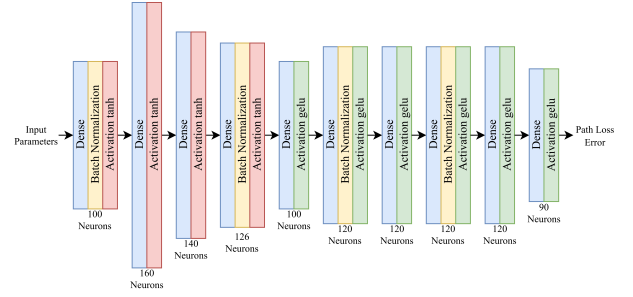 Input
Parameters
Dense
Batch Normalization
Activation tanh
100
Neurons
Dense
Activation tanh
160
Neurons
Dense
Activation tanh
140
Neurons
Dense
Batch Normalization
Activation tanh
126
Neurons
Dense
Activation gelu
100
Neurons
Dense
Batch Normalization
Activation gelu
120
Neurons
Dense
Activation gelu
120
Neurons
Dense
Batch Normalization
Activation gelu
120
Neurons
Dense
Activation gelu
120
Neurons
Dense
Activation gelu
90
Neurons
Path Loss
Error